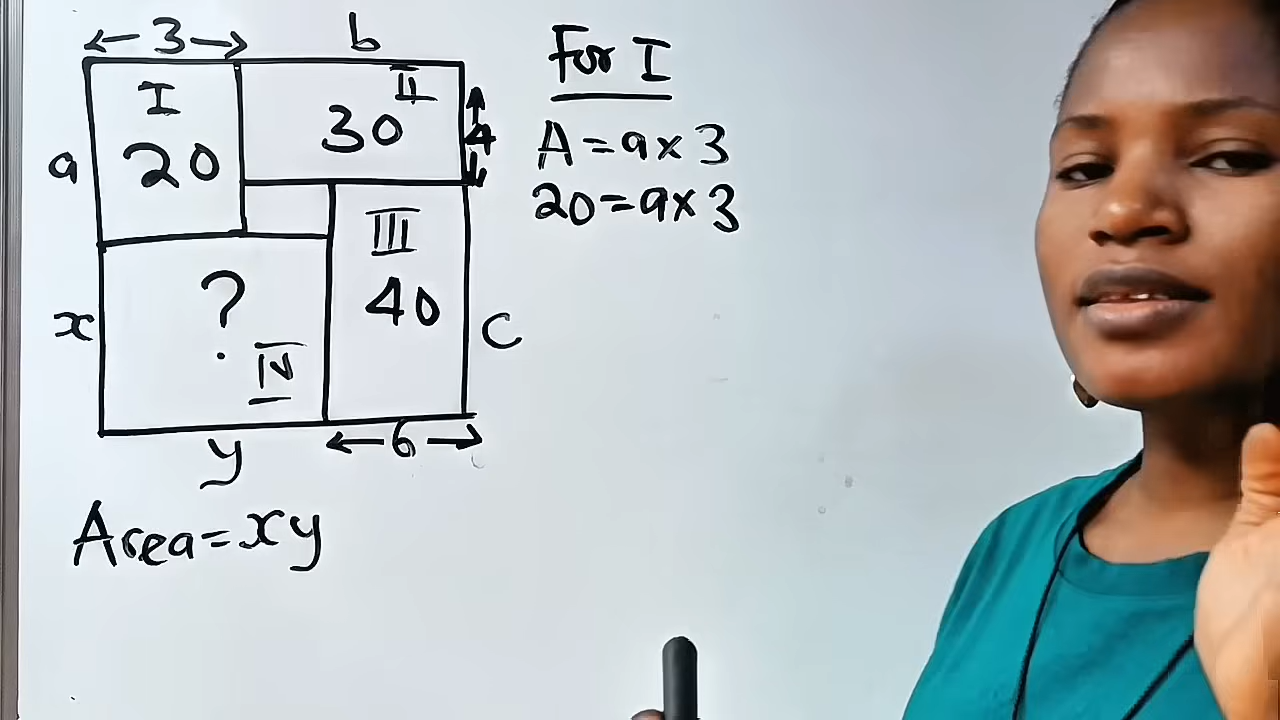 3 b
I 20
II 30
a
4
III 40
?
IV
x
c
y
6
Area=xy
For I
A=a×3
20=a×3